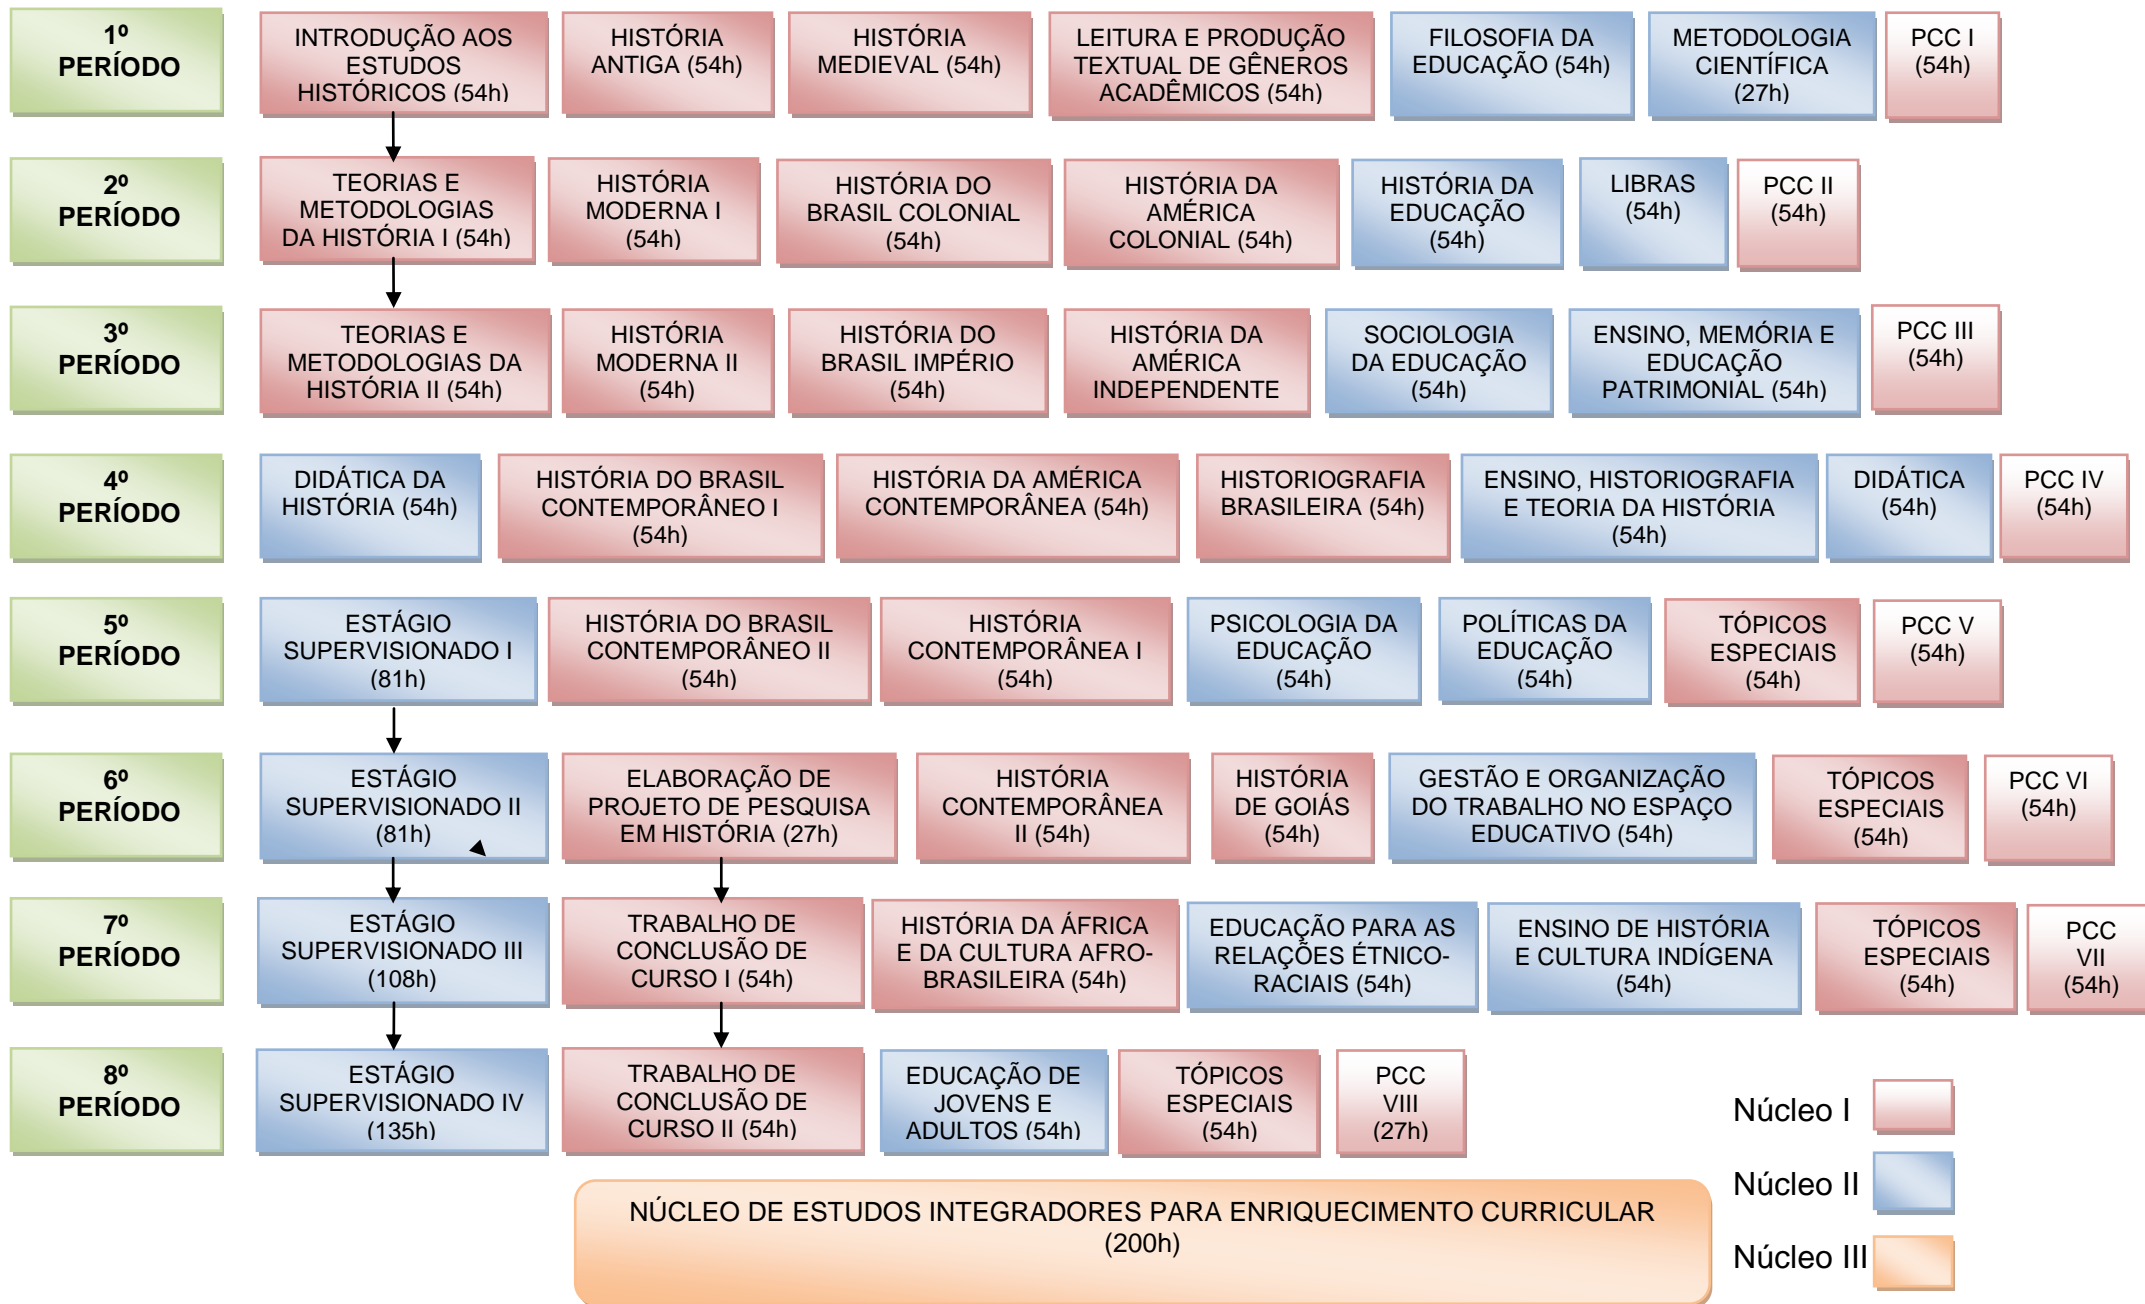 1º
PERÍODO
INTRODUÇÃO AOS
ESTUDOS
HISTÓRICOS (54h)
HISTÓRIA
ANTIGA (54h)
HISTÓRIA
MEDIEVAL (54h)
LEITURA E PRODUÇÃO
TEXTUAL DE GÊNEROS
ACADÊMICOS (54h)
FILOSOFIA DA
EDUCAÇÃO (54h)
METODOLOGIA
CIENTÍFICA
(27h)
PCC I
(54h)
2º
PERÍODO
TEORIAS E
METODOLOGIAS
DA HISTÓRIA I (54h)
HISTÓRIA
MODERNA I
(54h)
HISTÓRIA DO
BRASIL COLONIAL
(54h)
HISTÓRIA DA
AMÉRICA
COLONIAL (54h)
HISTÓRIA DA
EDUCAÇÃO
(54h)
LIBRAS
(54h)
PCC II
(54h)
3º
PERÍODO
TEORIAS E
METODOLOGIAS DA
HISTÓRIA II (54h)
HISTÓRIA
MODERNA II
(54h)
HISTÓRIA DO
BRASIL IMPÉRIO
(54h)
HISTÓRIA DA
AMÉRICA
INDEPENDENTE
SOCIOLOGIA
DA EDUCAÇÃO
(54h)
ENSINO, MEMÓRIA E
EDUCAÇÃO
PATRIMONIAL (54h)
PCC III
(54h)
4º
PERÍODO
DIDÁTICA DA
HISTÓRIA (54h)
HISTÓRIA DO BRASIL
CONTEMPORÂNEO I
(54h)
HISTÓRIA DA AMÉRICA
CONTEMPORÂNEA (54h)
HISTORIOGRAFIA
BRASILEIRA (54h)
ENSINO, HISTORIOGRAFIA
E TEORIA DA HISTÓRIA
(54h)
DIDÁTICA
(54h)
PCC IV
(54h)
5º
PERÍODO
ESTÁGIO
SUPERVISIONADO I
(81h)
HISTÓRIA DO BRASIL
CONTEMPORÂNEO II
(54h)
HISTÓRIA
CONTEMPORÂNEA I
(54h)
PSICOLOGIA DA
EDUCAÇÃO
(54h)
POLÍTICAS DA
EDUCAÇÃO
(54h)
TÓPICOS
ESPECIAIS
(54h)
PCC V
(54h)
6º
PERÍODO
ESTÁGIO
SUPERVISIONADO II
(81h)
ELABORAÇÃO DE
PROJETO DE PESQUISA
EM HISTÓRIA (27h)
HISTÓRIA
CONTEMPORÂNEA
II (54h)
HISTÓRIA
DE GOIÁS
(54h)
GESTÃO E ORGANIZAÇÃO
DO TRABALHO NO ESPAÇO
EDUCATIVO (54h)
TÓPICOS
ESPECIAIS
(54h)
PCC VI
(54h)
7º
PERÍODO
ESTÁGIO
SUPERVISIONADO III
(108h)
TRABALHO DE
CONCLUSÃO DE
CURSO I (54h)
HISTÓRIA DA ÁFRICA
E DA CULTURA AFRO-
BRASILEIRA (54h)
EDUCAÇÃO PARA AS
RELAÇÕES ÉTNICO-
RACIAIS (54h)
ENSINO DE HISTÓRIA
E CULTURA INDÍGENA
(54h)
TÓPICOS
ESPECIAIS
(54h)
PCC
VII
(54h)
8º
PERÍODO
ESTÁGIO
SUPERVISIONADO IV
(135h)
TRABALHO DE
CONCLUSÃO DE
CURSO II (54h)
EDUCAÇÃO DE
JOVENS E
ADULTOS (54h)
TÓPICOS
ESPECIAIS
(54h)
PCC
VIII
(27h)
Núcleo I
Núcleo II
Núcleo III
NÚCLEO DE ESTUDOS INTEGRADORES PARA ENRIQUECIMENTO CURRICULAR
(200h)